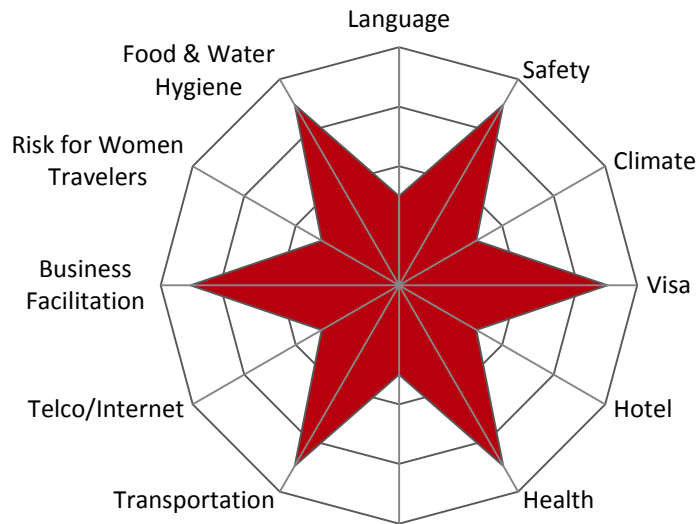 Language
Food & Water
Hygiene
Safety
Risk for Women
Travelers
Climate
Business
Facilitation
Visa
Telco/Internet
Hotel
Transportation
Health